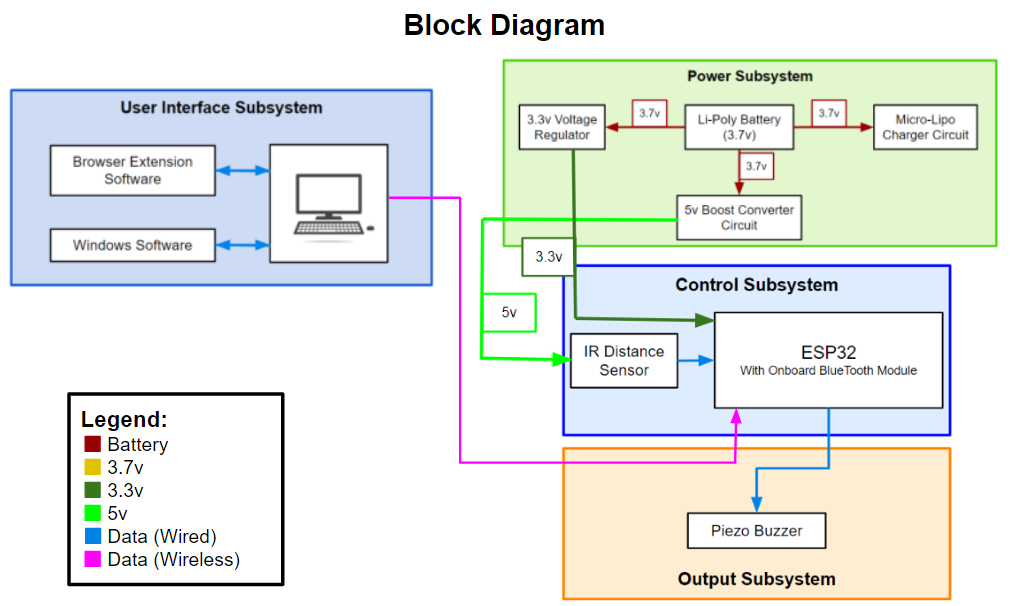 Block Diagram
Power Subsystem
User Interface Subsystem
3.3v Voltage
Regulator
3.7v
Li-Poly Battery
(3.7v)
3.7v
Micro-Lipo
Charger Circuit
3.7v
Browser Extension
Software
5v Boost Converter
Circuit
Windows Software
3.3v
Control Subsystem
5v
IR Distance
Sensor
ESP32
With Onboard BlueTooth Module
Legend:
Battery
3.7v
3.3v
5v
Data (Wired)
Data (Wireless)
Piezo Buzzer
Output Subsystem